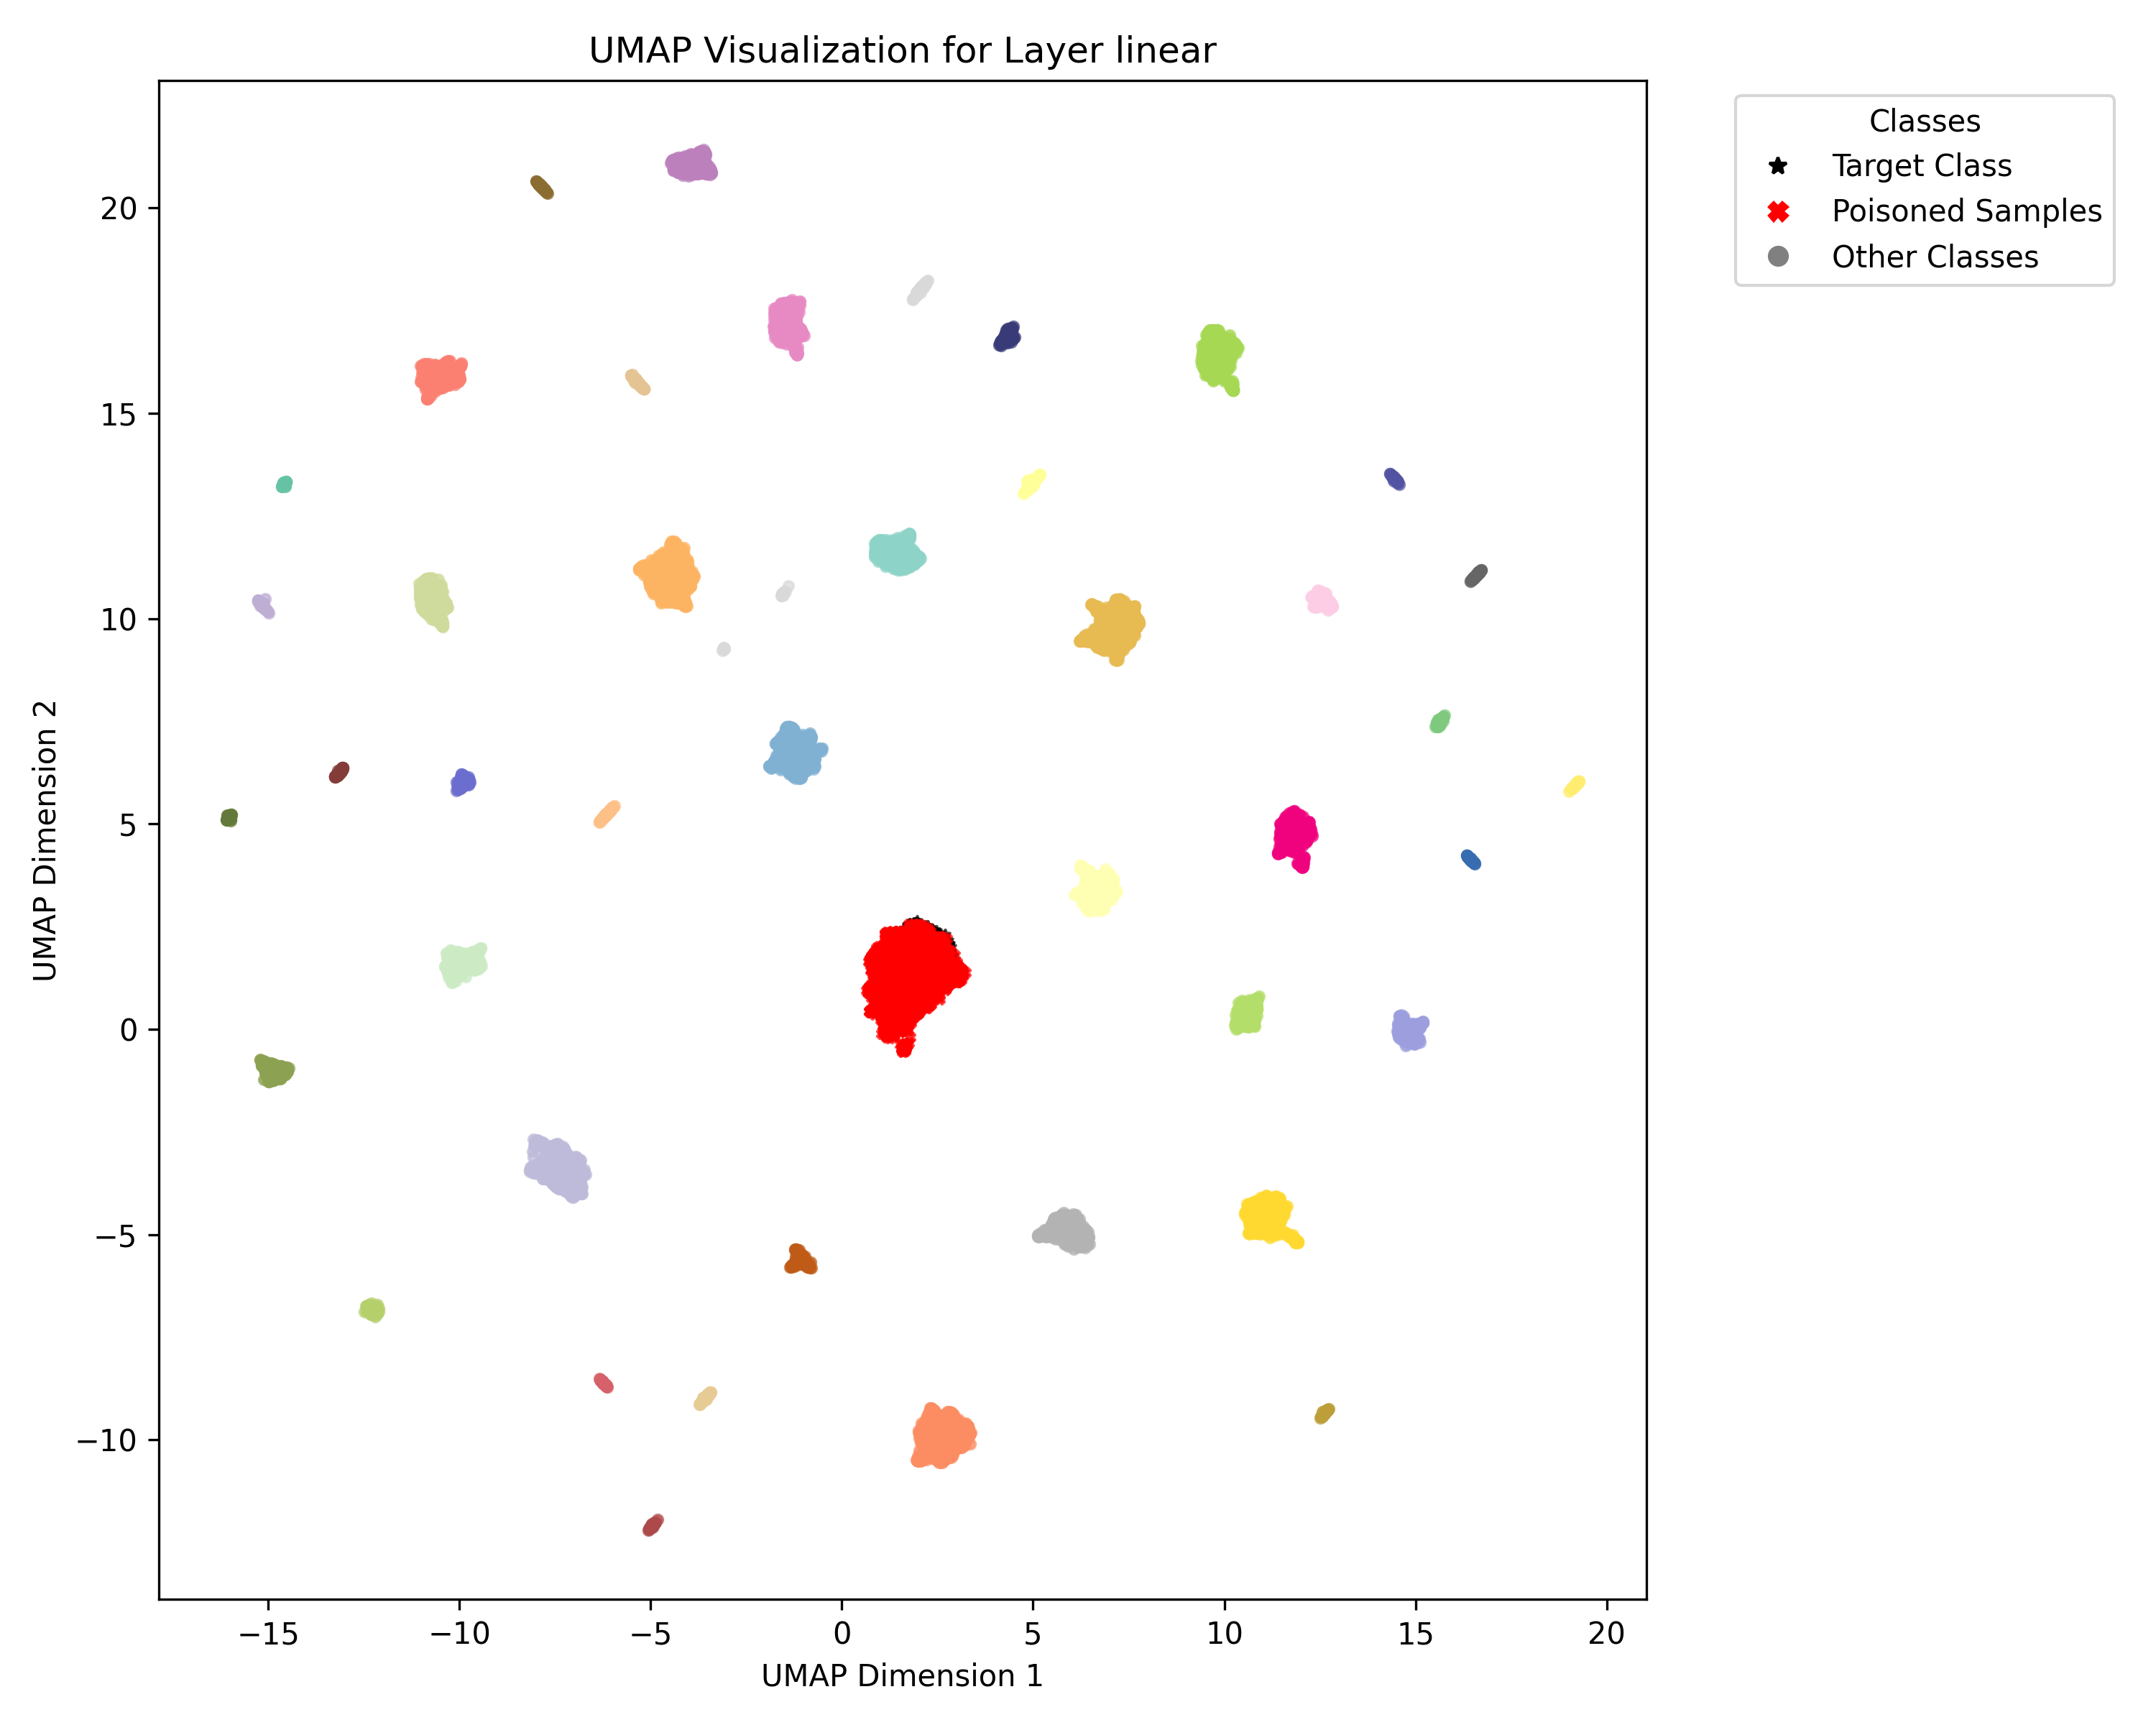 UMAP Visualization for Layer linear
Classes
Target Class
Poisoned Samples
Other Classes
20
15
10
5
0
−5
−10
UMAP Dimension 2
−15
−10
−5
0
5
10
15
20
UMAP Dimension 1